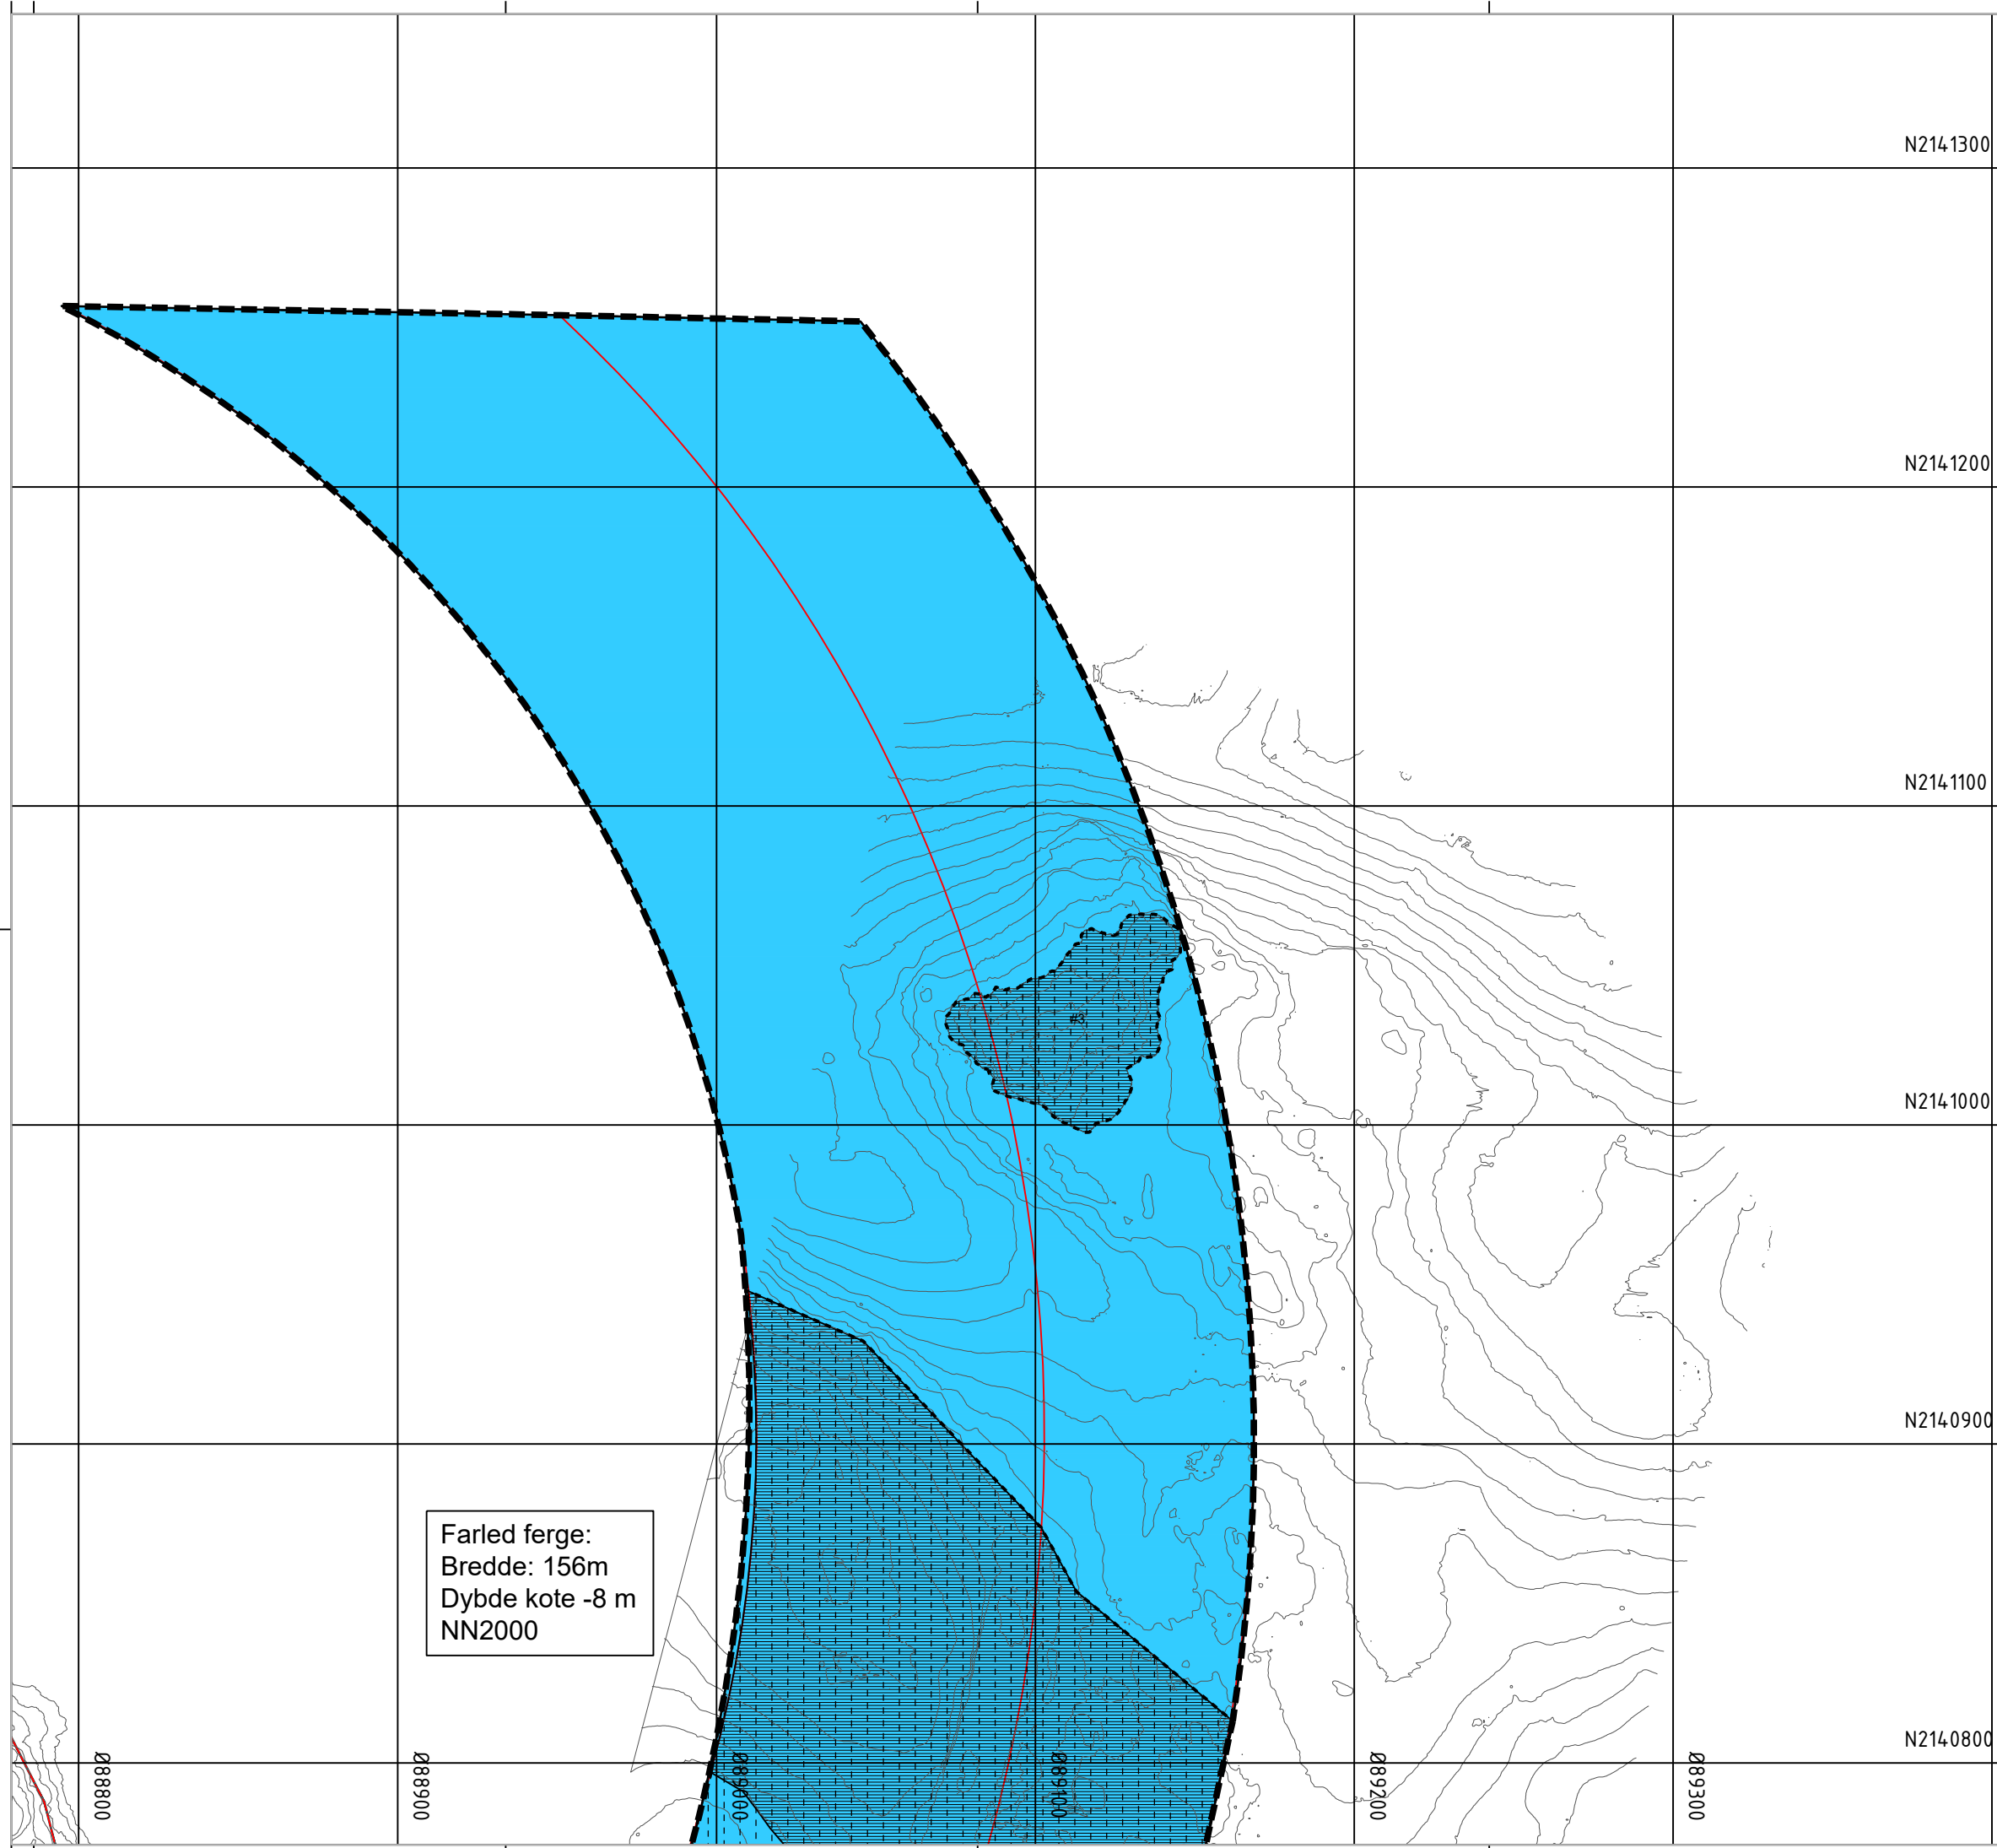 N2141300
N2141200
N2141100
#3
N2141000
N2140900
Farled ferge:
Bredde: 156m
Dybde kote -8 m
NN2000
N2140800
Ø88800
Ø88900
Ø89000
Ø89100
Ø89200
Ø89300